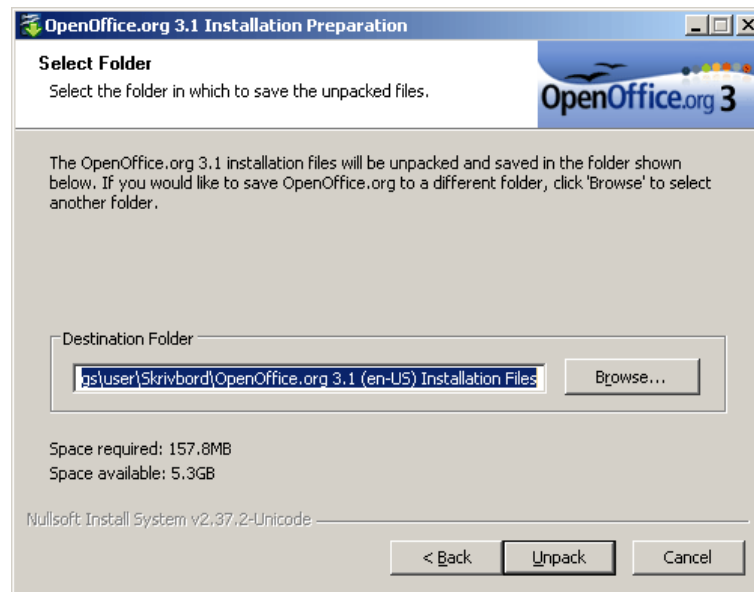 OpenOffice.org 3.1 Installation Preparation
Select Folder
Select the folder in which to save the unpacked files.
OpenOffice.org 3
The OpenOffice.org 3.1 installation files will be unpacked and saved in the folder shown
below. If you would like to save OpenOffice.org to a different folder, click 'Browse' to select
another folder.
Destination Folder
gs\user\Skrivbord\OpenOffice.org 3.1 (en-US) Installation Files
Browse...
Space required: 157.8MB
Space available: 5.3GB
Nullsoft Install System v2.37.2-Unicode
< Back
Unpack
Cancel